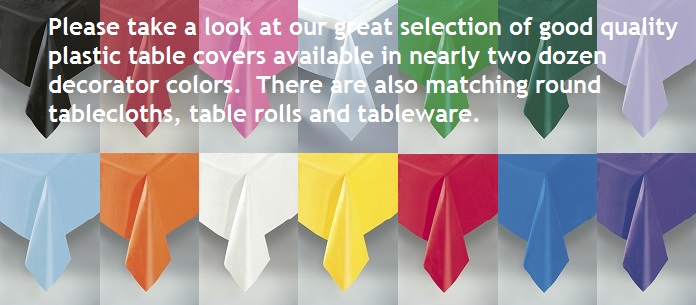 Please take a look at our great selection of good quality
plastic table covers available in nearly two dozen
decorator colors.  There are also matching round
tablecloths, table rolls and tableware.